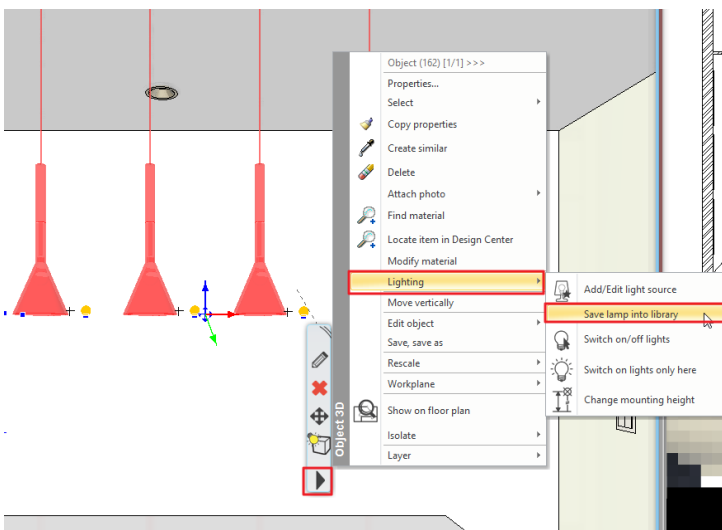 Object (162) [1/1] >>>
Properties...
Select
Copy properties
Create similar
Delete
Attach photo
Find material
Locate item in Design Center
Modify material
Lighting
Move vertically
Edit object
Save, save as
Rescale
Workplane
Show on floor plan
Isolate
Layer
Object 3D
Add/Edit light source
Save lamp into library
Switch on/off lights
Switch on lights only here
Change mounting height